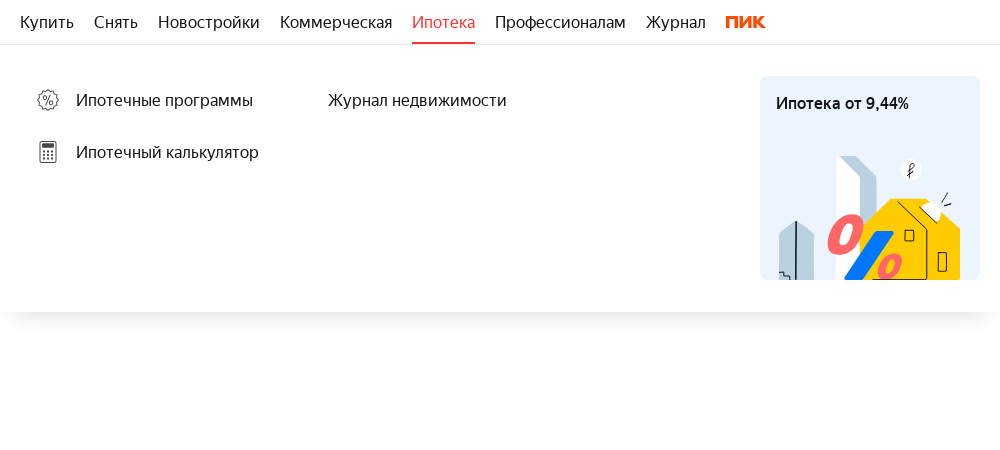 Купить Снять Новостройки Коммерческая Ипотека Профессионалам Журнал ПИК
Ипотечные программы Журнал недвижимости
Ипотечный калькулятор
Ипотека от 9,44%